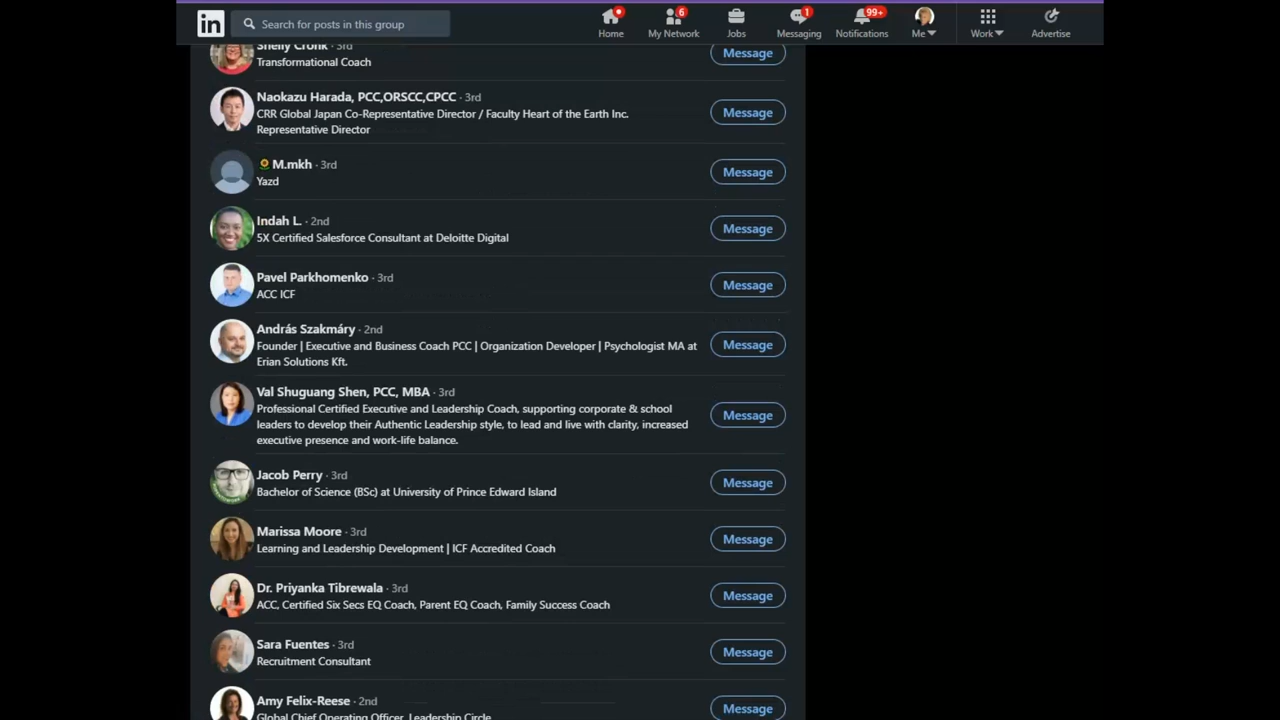 in
Search for posts in this group
6
1
99+
Home
My Network
Jobs
Messaging
Notifications
Me
Work
Advertise
Shelly Cronk · 3rd
Transformational Coach
Message
Naokazu Harada, PCC,ORSCC,CPCC · 3rd
CRR Global Japan Co-Representative Director / Faculty Heart of the Earth Inc.
Representative Director
Message
M.mkh · 3rd
Yazd
Message
Indah L. · 2nd
5X Certified Salesforce Consultant at Deloitte Digital
Message
Pavel Parkhomenko · 3rd
ACC ICF
Message
András Szakmáry · 2nd
Founder | Executive and Business Coach PCC | Organization Developer | Psychologist MA at
Erian Solutions Kft.
Message
Val Shuguang Shen, PCC, MBA · 3rd
Professional Certified Executive and Leadership Coach, supporting corporate & school
leaders to develop their Authentic Leadership style, to lead and live with clarity, increased
executive presence and work-life balance.
Message
Jacob Perry · 3rd
Bachelor of Science (BSc) at University of Prince Edward Island
Message
Marissa Moore · 3rd
Learning and Leadership Development | ICF Accredited Coach
Message
Dr. Priyanka Tibrewala · 3rd
ACC, Certified Six Secs EQ Coach, Parent EQ Coach, Family Success Coach
Message
Sara Fuentes · 3rd
Recruitment Consultant
Message
Amy Felix-Reese · 2nd
Global Chief Operating Officer, Leadership Circle
Message